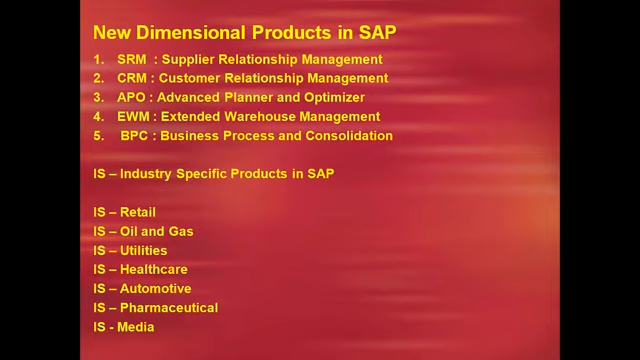 New Dimensional Products in SAP
1. SRM : Supplier Relationship Management
2. CRM : Customer Relationship Management
3. APO : Advanced Planner and Optimizer
4. EWM : Extended Warehouse Management
5. BPC : Business Process and Consolidation
IS – Industry Specific Products in SAP
IS – Retail
IS – Oil and Gas
IS – Utilities
IS – Healthcare
IS – Automotive
IS – Pharmaceutical
IS - Media